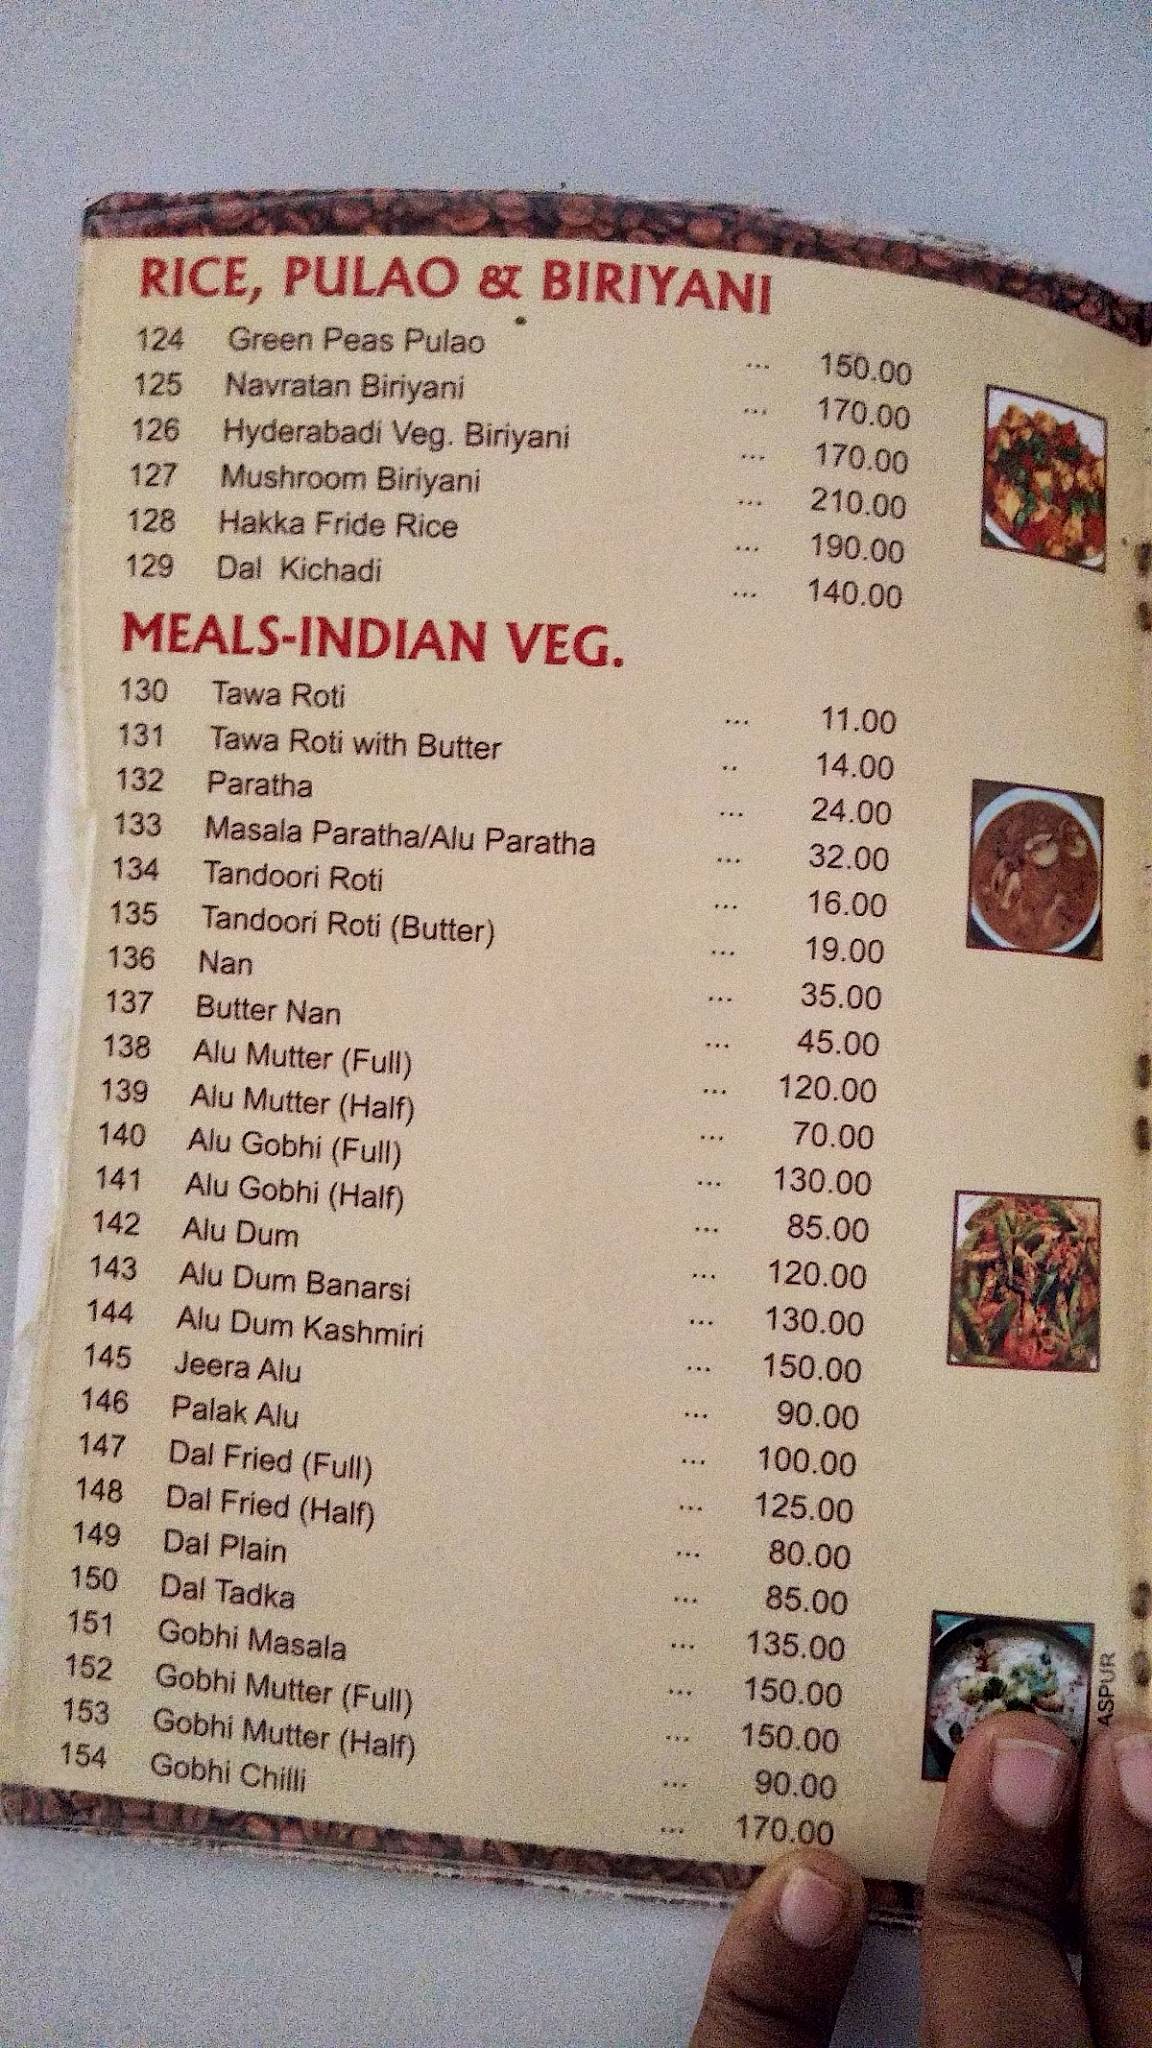 RICE, PULAO & BIRIYANI
124 Green Peas Pulao ... 150.00
125 Navratan Biriyani ... 170.00
126 Hyderabadi Veg. Biriyani ... 170.00
127 Mushroom Biriyani ... 210.00
128 Hakka Fride Rice ... 190.00
129 Dal Kichadi ... 140.00
MEALS-INDIAN VEG.
130 Tawa Roti ... 11.00
131 Tawa Roti with Butter .. 14.00
132 Paratha ... 24.00
133 Masala Paratha/Alu Paratha ... 32.00
134 Tandoori Roti ... 16.00
135 Tandoori Roti (Butter) ... 19.00
136 Nan ... 35.00
137 Butter Nan ... 45.00
138 Alu Mutter (Full) ... 120.00
139 Alu Mutter (Half) ... 70.00
140 Alu Gobhi (Full) ... 130.00
141 Alu Gobhi (Half) ... 85.00
142 Alu Dum ... 120.00
143 Alu Dum Banarsi ... 130.00
144 Alu Dum Kashmiri ... 150.00
145 Jeera Alu ... 90.00
146 Palak Alu ... 100.00
147 Dal Fried (Full) ... 125.00
148 Dal Fried (Half) ... 80.00
149 Dal Plain ... 85.00
150 Dal Tadka ... 135.00
151 Gobhi Masala ... 150.00
152 Gobhi Mutter (Full) ... 150.00
153 Gobhi Mutter (Half) ... 90.00
154 Gobhi Chilli ... 170.00
ASPUR